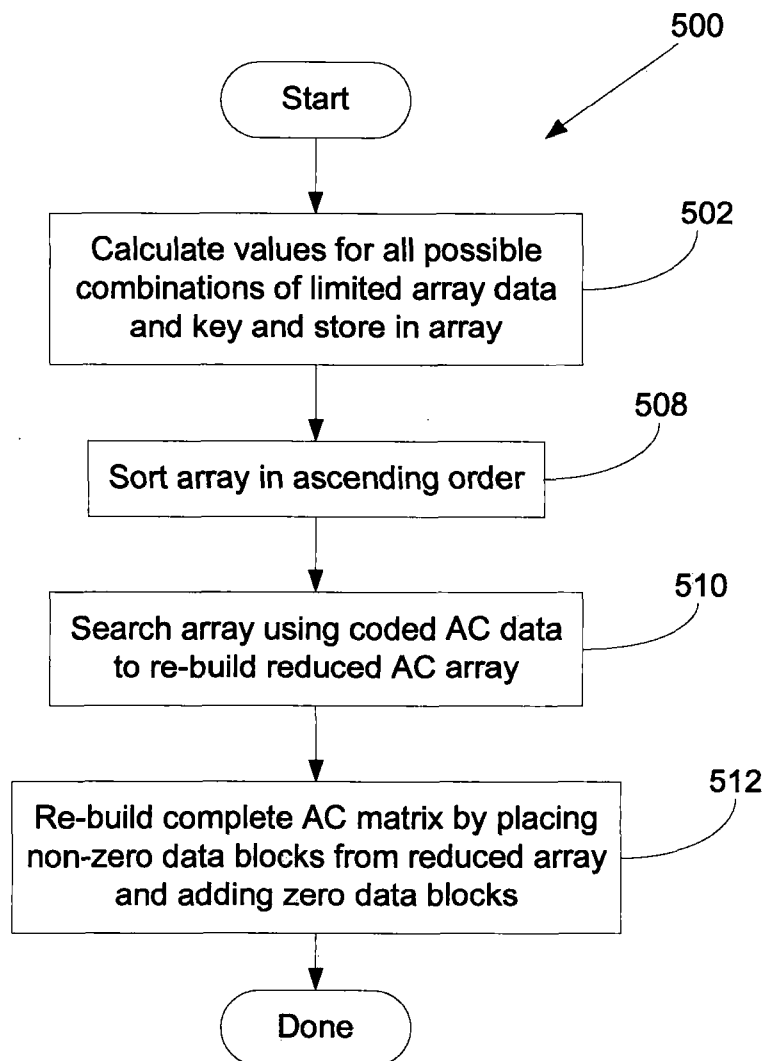 500
Start
502
Calculate values for all possible
combinations of limited array data
and key and store in array
508
Sort array in ascending order
510
Search array using coded AC data
to re-build reduced AC array
512
Re-build complete AC matrix by placing
non-zero data blocks from reduced array
and adding zero data blocks
Done